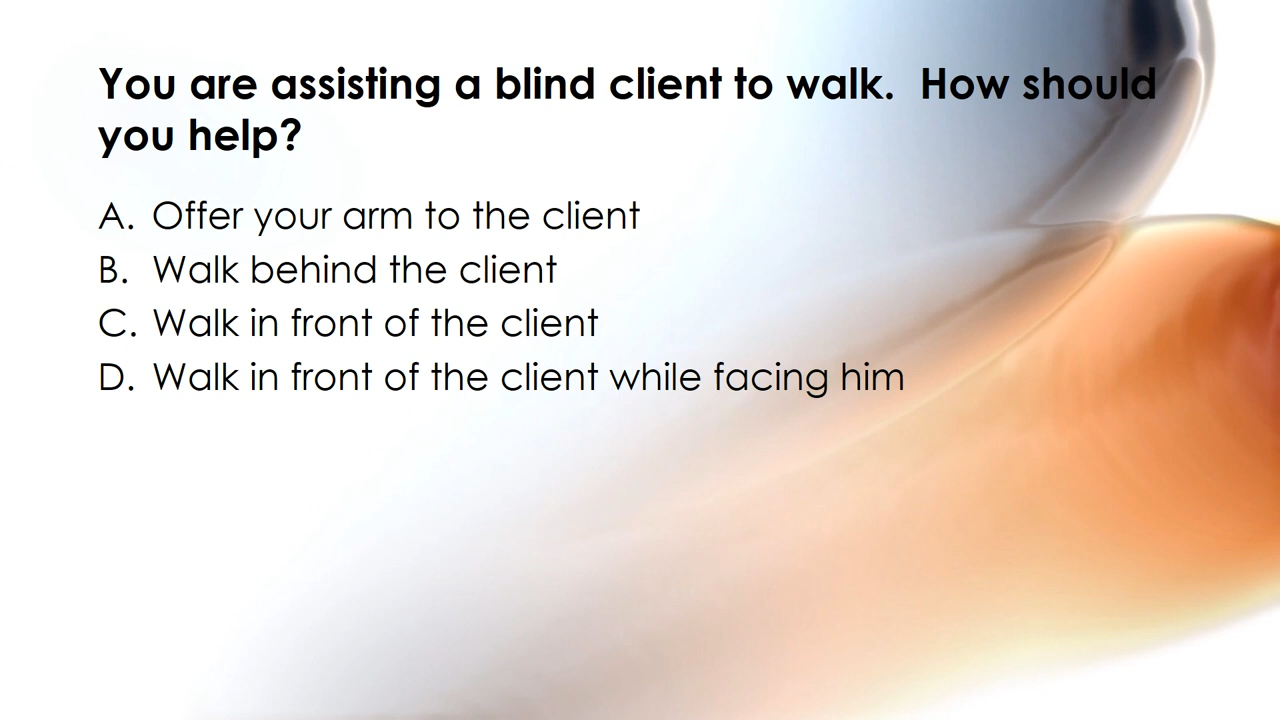 You are assisting a blind client to walk.  How should
you help?
A. Offer your arm to the client
B. Walk behind the client
C. Walk in front of the client
D. Walk in front of the client while facing him